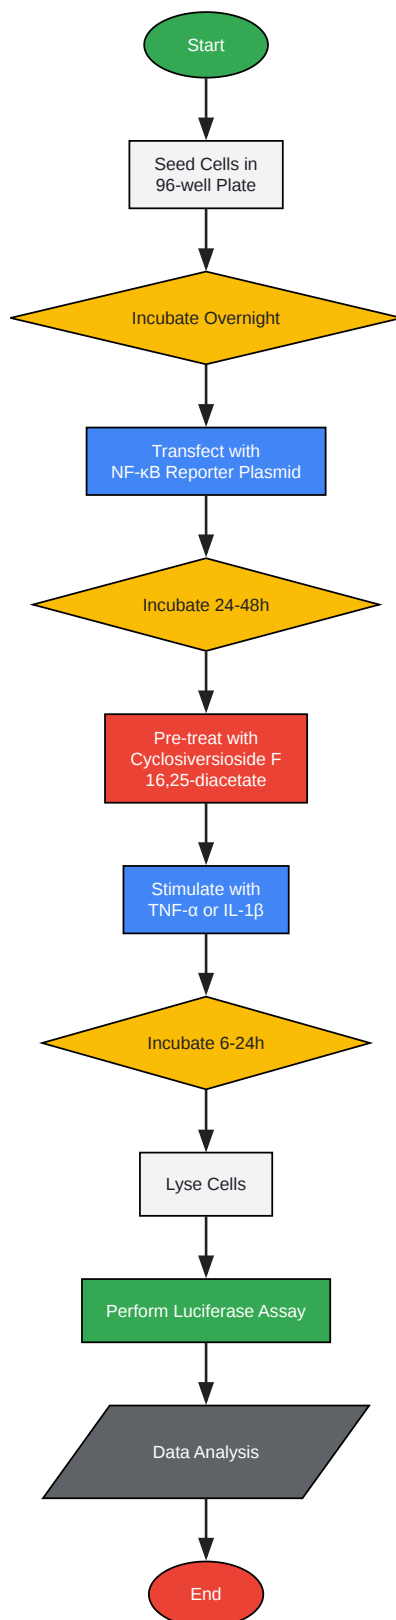 Start
Seed Cells in
96-well Plate
Incubate Overnight
Transfect with
NF-κB Reporter Plasmid
Incubate 24-48h
Pre-treat with
Cyclosiversioside F
16,25-diacetate
Stimulate with
TNF-α or IL-1β
Incubate 6-24h
Lyse Cells
Perform Luciferase Assay
Data Analysis
End